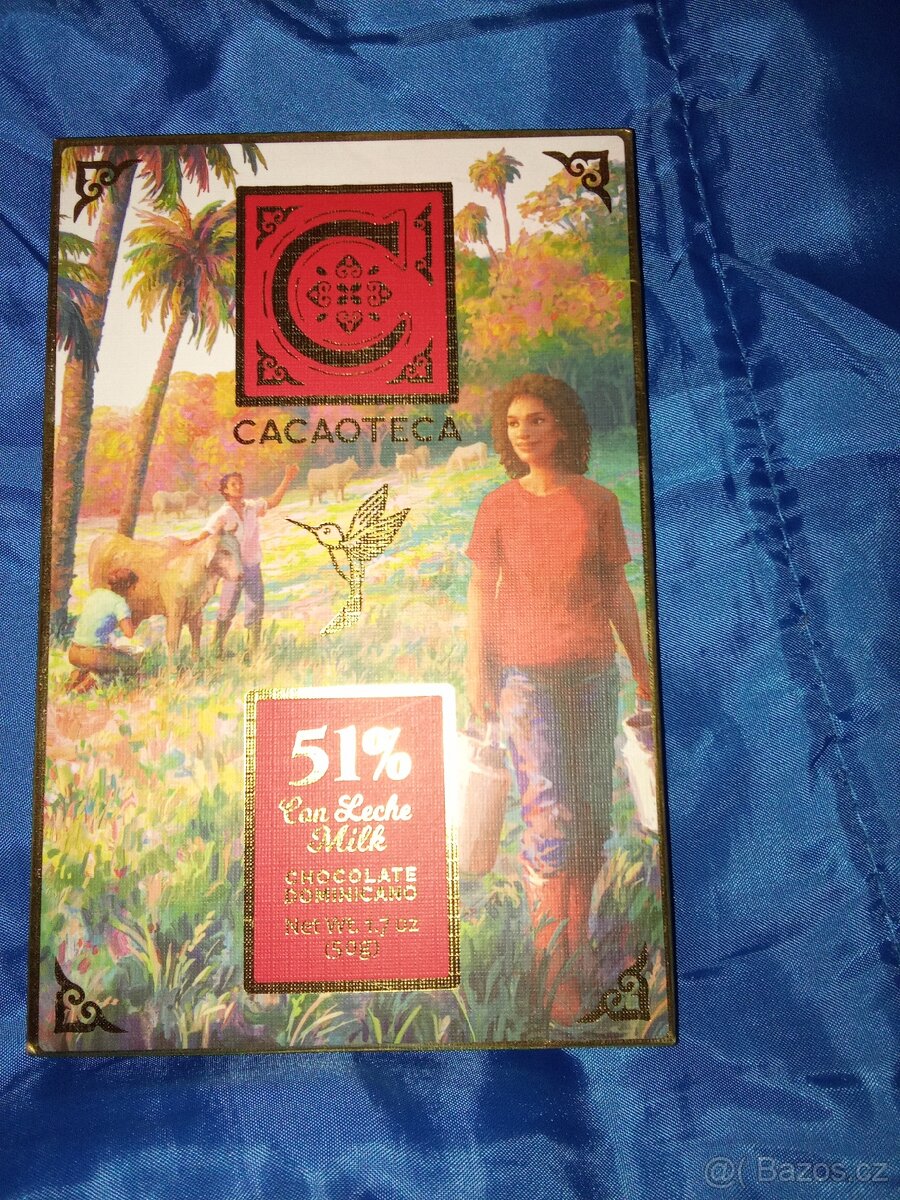 C
CACAOTECA
51%
Con Leche
Milk
CHOCOLATE
DOMINICANO
Net Wt. 1.7 oz
(50g)
@( Bazos.cz